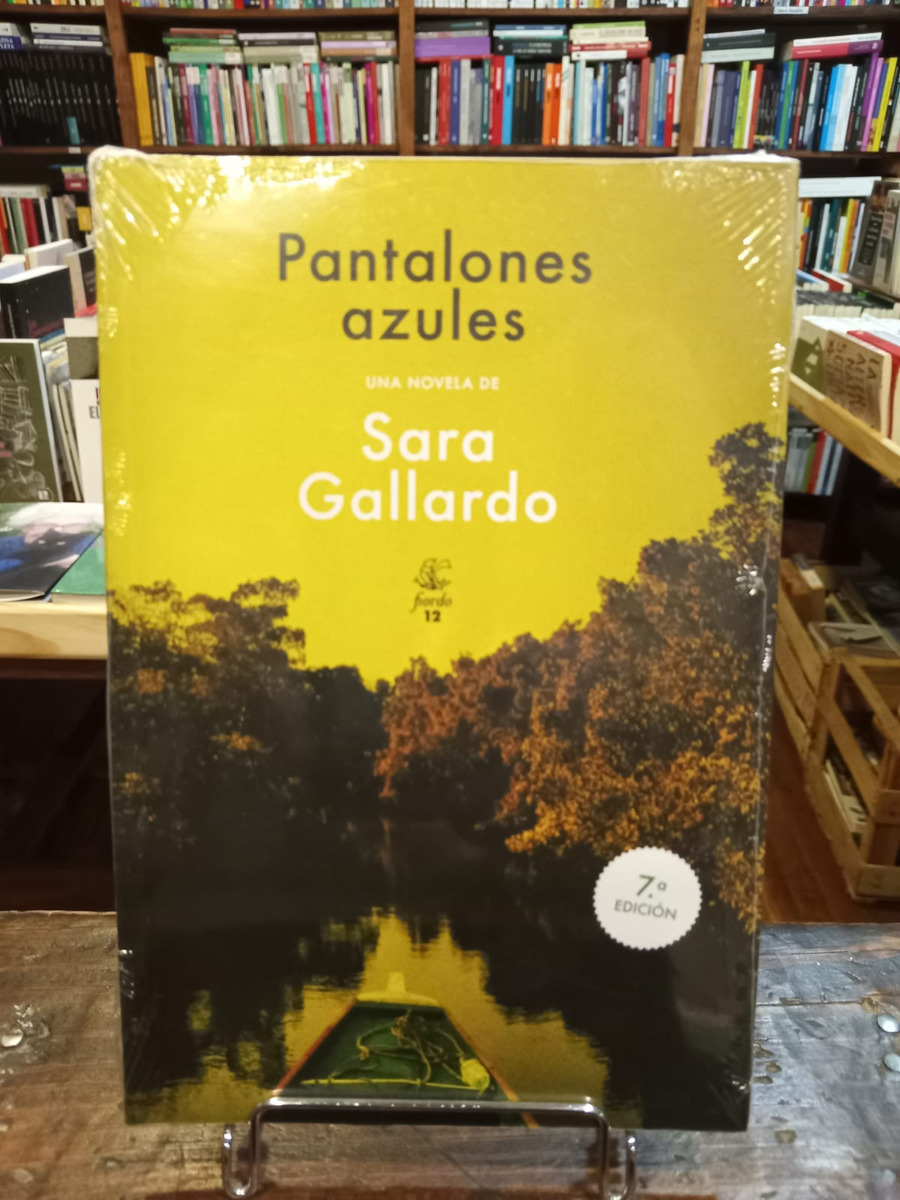 Pantalones
azules
UNA NOVELA DE
Sara
Gallardo
fiordo
12
7.ª
EDICIÓN